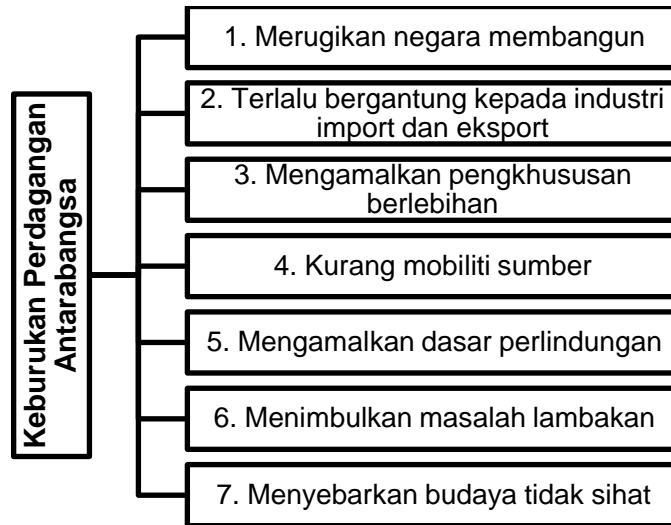 Keburukan Perdagangan
Antarabangsa
1. Merugikan negara membangun
2. Terlalu bergantung kepada industri
import dan eksport
3. Mengamalkan pengkhususan
berlebihan
4. Kurang mobiliti sumber
5. Mengamalkan dasar perlindungan
6. Menimbulkan masalah lambakan
7. Menyebarkan budaya tidak sihat